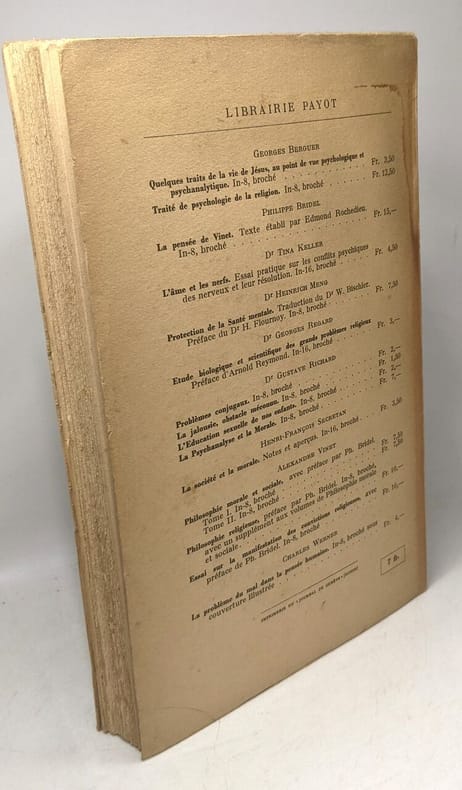 LIBRAIRIE PAYOT
GEORGES BERGUER
Quelques traits de la vie de Jésus, au point de vue psychologique et
psychanalytique. In-8, broché . . . . . . . . . . Fr. 3,50
Traité de psychologie de la religion. In-8, broché . . . Fr. 12,50
PHILIPPE BRIDEL
La pensée de Vinet. Texte établi par Edmond Rochedieu.
In-8, broché . . . . . . . . . . Fr. 15,—
Dr TINA KELLER
L'âme et les nerfs. Essai pratique sur les conflits psychiques
des nerveux et leur résolution. In-16, broché . . . . Fr. 4,50
Dr HEINRICH MENG
Protection de la Santé mentale. Traduction du Dr W. Bischler.
Préface du Dr H. Flournoy. In-8, broché . . . . Fr. 7,50
Dr GEORGES REGARD
Etude biologique et scientifique des grands problèmes religieux
Préface d'Arnold Reymond. In-16, broché . . . . Fr. 3,—
Dr GUSTAVE RICHARD
Problèmes conjugaux. In-8, broché . . . . Fr. 2,—
La jalousie, obstacle méconnu. In-8, broché . . . . Fr. 1,50
L'Education sexuelle de nos enfants. In-8, broché . . . . Fr. 2,—
La Psychanalyse et la Morale. In-8, broché . . . . Fr. 7,—
HENRI-FRANÇOIS SECRETAN
La société et la morale. Notes et aperçus. In-16, broché. Fr. 3,50
ALEXANDRE VINET
Philosophie morale et sociale, avec préface par Ph. Bridel.
Tome I. In-8, broché . . . . Fr. 7,50
Tome II. In-8, broché . . . . Fr. 7,50
Philosophie religieuse, préface par Ph. Bridel. In-8, broché,
avec un supplément aux volumes de Philosophie morale
et sociale . . . . Fr. 10,—
Essai sur la manifestation des convictions religieuses, avec
préface de Ph. Bridel. In-8, broché . . . . Fr. 10,—
CHARLES WERNER
Le problème du mal dans la pensée humaine. In-8, broché sous
couverture illustrée . . . . Fr. 4,—
IMPRIMERIE DU «JOURNAL DE GENÈVE»
7 fr.